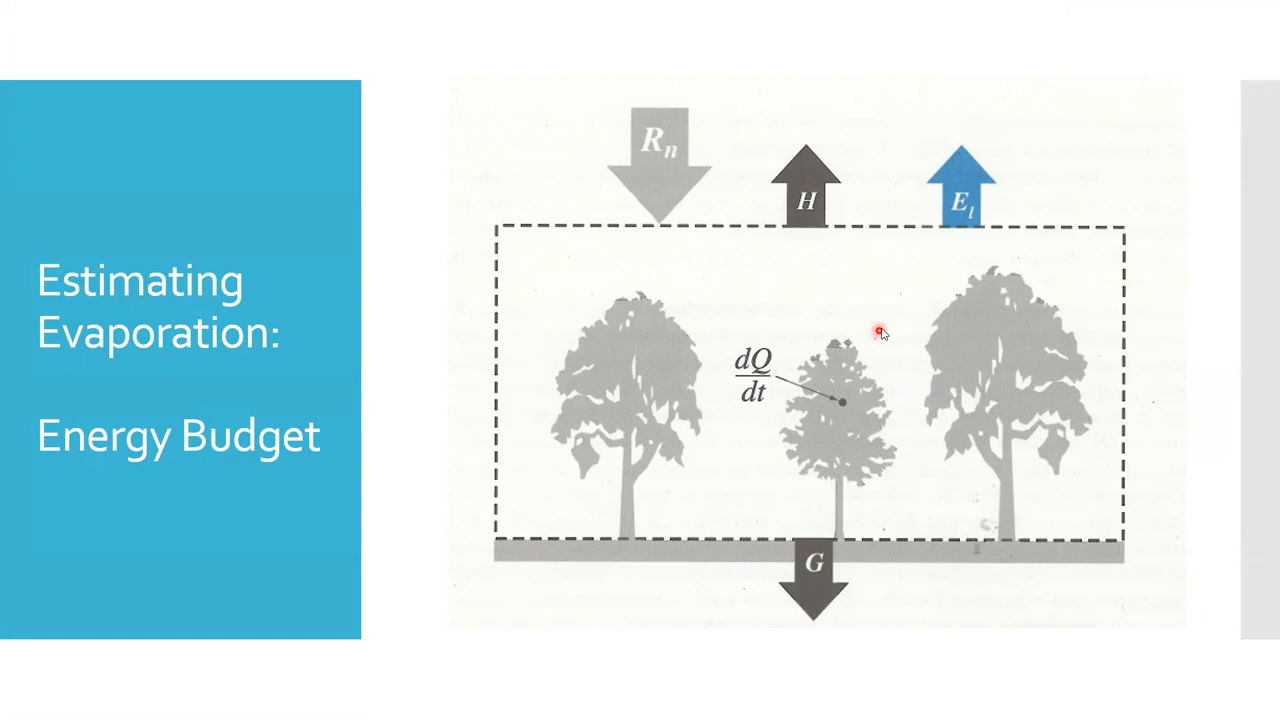 Estimating
Evaporation:
Energy Budget
Rn
H
El
dQ
dt
G